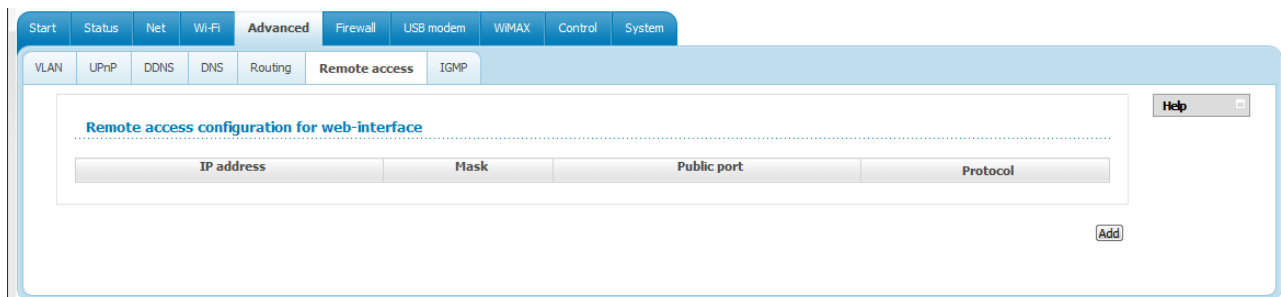 Start Status Net Wi-Fi Advanced Firewall USB modem WiMAX Control System
VLAN UPnP DDNS DNS Routing Remote access IGMP
Help
Remote access configuration for web-interface
IP address Mask Public port Protocol
Add